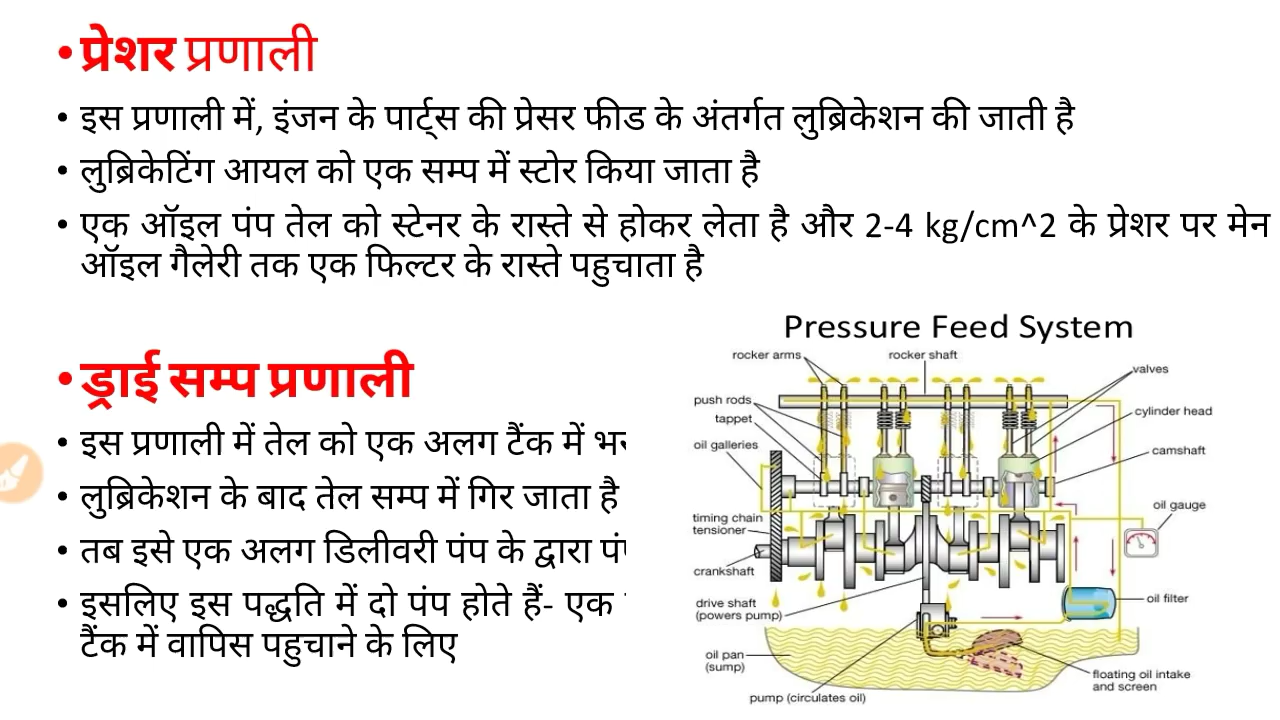 • प्रेशर प्रणाली
• इस प्रणाली में, इंजन के पार्ट्स की प्रेसर फीड के अंतर्गत लुब्रिकेशन की जाती है
• लुब्रिकेटिंग आयल को एक सम्प में स्टोर किया जाता है
• एक ऑइल पंप तेल को स्टेनर के रास्ते से होकर लेता है और 2-4 kg/cm^2 के प्रेशर पर मेन
ऑइल गैलेरी तक एक फिल्टर के रास्ते पहुचाता है
• ड्राई सम्प प्रणाली
• इस प्रणाली में तेल को एक अलग टैंक में
• लुब्रिकेशन के बाद तेल सम्प में गिर जाता है
• तब इसे एक अलग डिलीवरी पंप के द्वारा
• इसलिए इस पद्धति में दो पंप होते हैं- एक
टैंक में वापिस पहुचाने के लिए
Pressure Feed System
rocker arms
rocker shaft
valves
push rods
cylinder head
tappet
oil galleries
camshaft
oil gauge
timing chain
tensioner
crankshaft
oil filter
drive shaft
(powers pump)
oil pan
(sump)
floating oil intake
and screen
pump (circulates oil)